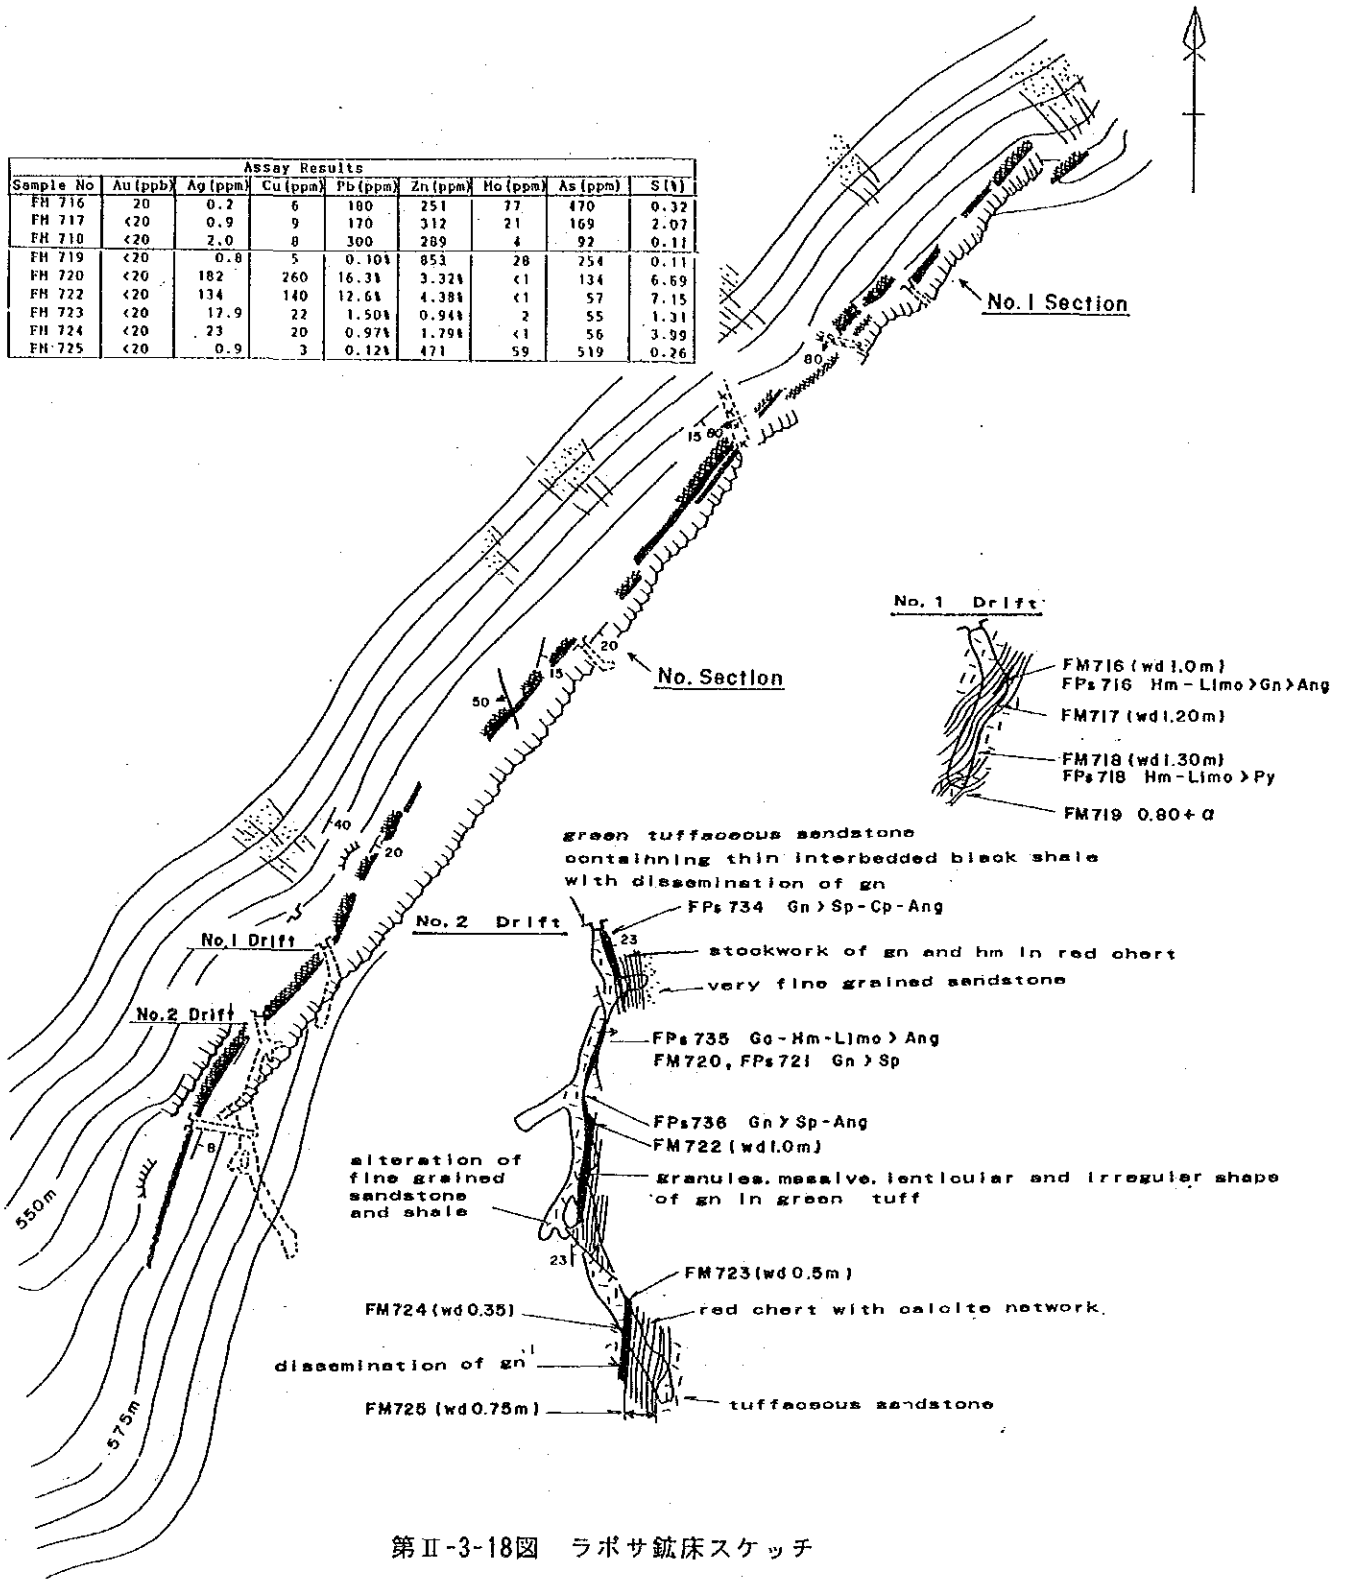 Assay Results
Sample No Au(ppb) Ag(ppm) Cu(ppm) Pb(ppm) Zn(ppm) Mo(ppm) As(ppm) S(%)
FM 716 20 0.2 6 180 251 77 470 0.32
FM 717 <20 0.9 9 170 312 21 169 2.07
FM 718 <20 2.0 8 300 289 4 92 0.11
FM 719 <20 0.8 5 0.10% 853 28 254 0.11
FM 720 <20 182 260 16.3% 3.32% <1 134 6.69
FM 722 <20 134 140 12.6% 4.38% <1 57 7.15
FM 723 <20 17.9 22 1.50% 0.94% 2 55 1.31
FM 724 <20 23 20 0.97% 1.79% <1 56 3.99
FM 725 <20 0.9 3 0.12% 471 59 519 0.26
No. 1 Section
80
15 80
No. 1 Drift
20
No. Section
15
50
FM716 (wd 1.0m)
FPs 716 Hm-Limo > Gn > Ang
FM717 (wd 1.20m)
FM718 (wd 1.30m)
FPs 718 Hm-Limo > Py
FM719 0.80+α
40
20
green tuffaceous sandstone
containning thin interbedded black shale
with dissemination of gn
No. 2 Drift
FPs 734 Gn > Sp-Cp-Ang
23
stockwork of gn and hm in red chert
very fine grained sandstone
No. 1 Drift
No. 2 Drift
FPs 735 Go-Hm-Limo > Ang
FM720, FPs 721 Gn > Sp
FPs 736 Gn > Sp-Ang
FM722 (wd 1.0m)
8
alteration of
fine grained
sandstone
and shale
granules, massive, lenticular and irregular shape
of gn in green tuff
550m
23
FM723 (wd 0.5m)
FM724 (wd 0.35)
red chert with calcite network
dissemination of gn
FM725 (wd 0.75m)
tuffaceous sandstone
575m
第Ⅱ-3-18図 ラボサ鉱床スケッチ